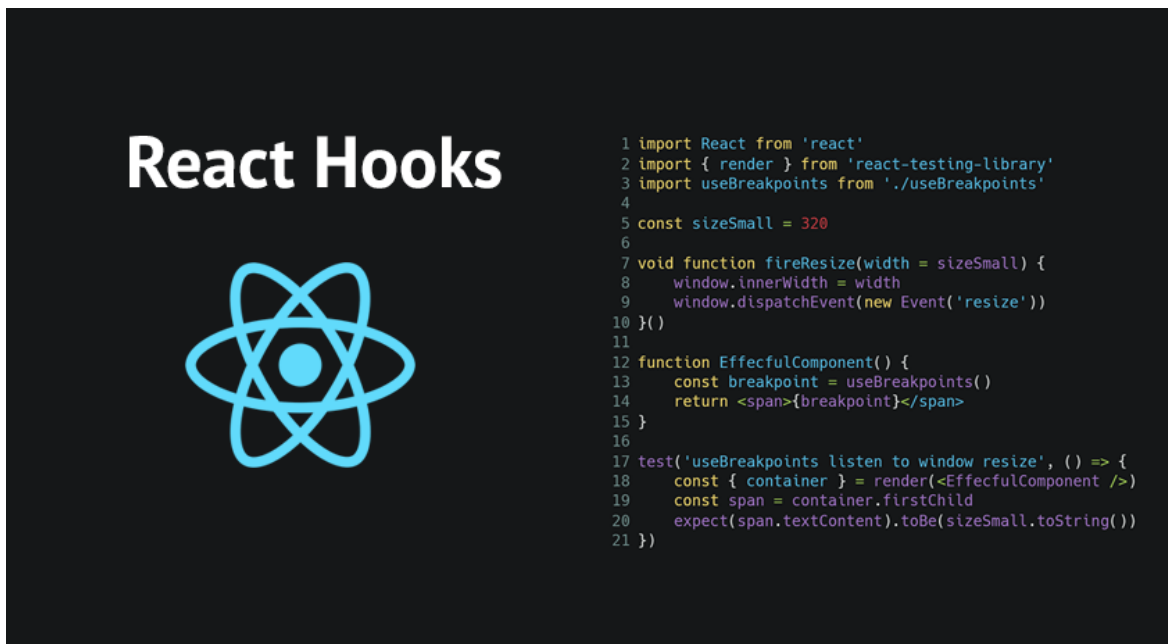 React Hooks
1 import React from 'react'
2 import { render } from 'react-testing-library'
3 import useBreakpoints from './useBreakpoints'
4
5 const sizeSmall = 320
6
7 void function fireResize(width = sizeSmall) {
8     window.innerWidth = width
9     window.dispatchEvent(new Event('resize'))
10 }()
11
12 function EffecfulComponent() {
13     const breakpoint = useBreakpoints()
14     return <span>{breakpoint}</span>
15 }
16
17 test('useBreakpoints listen to window resize', () => {
18     const { container } = render(<EffecfulComponent />)
19     const span = container.firstChild
20     expect(span.textContent).toBe(sizeSmall.toString())
21 })